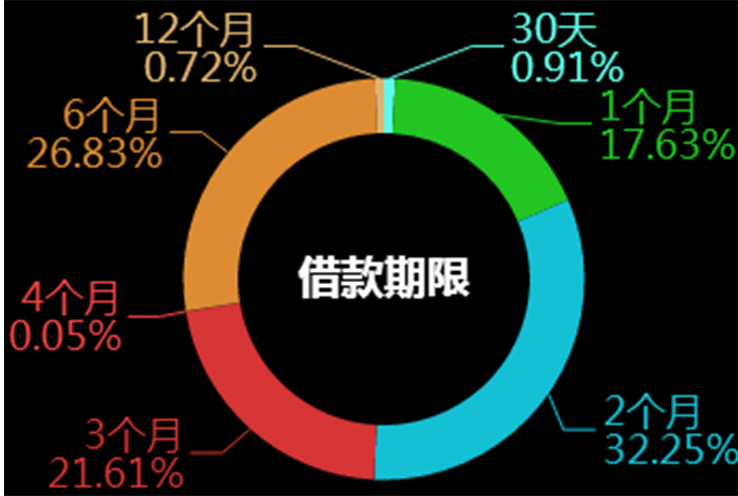 12个月
0.72%
30天
0.91%
1个月
17.63%
6个月
26.83%
借款期限
4个月
0.05%
2个月
32.25%
3个月
21.61%